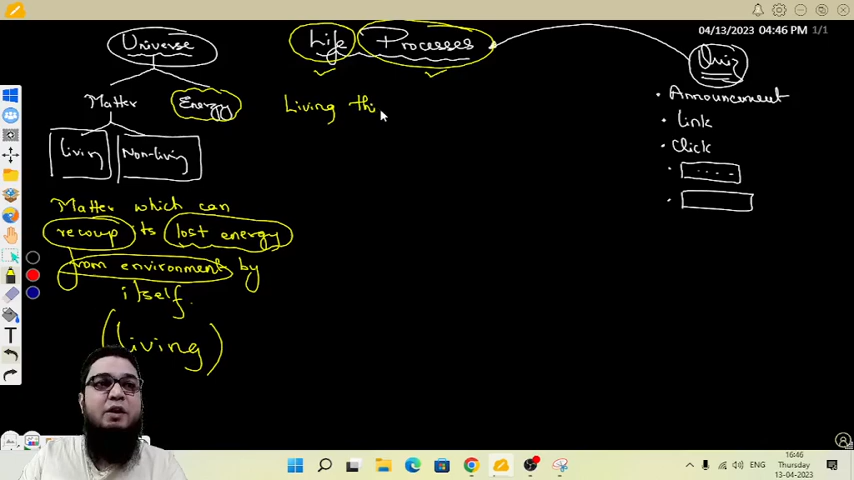 04/13/2023 04:46 PM 1/1
Universe
Life Processes
Quiz
Matter Energy
Living thi
Announcement
Link
Click
living Non-living
Matter which can
recoup its lost energy
from environment by
itself.
(living)
T
ENG
16:46
Thursday
13-04-2023